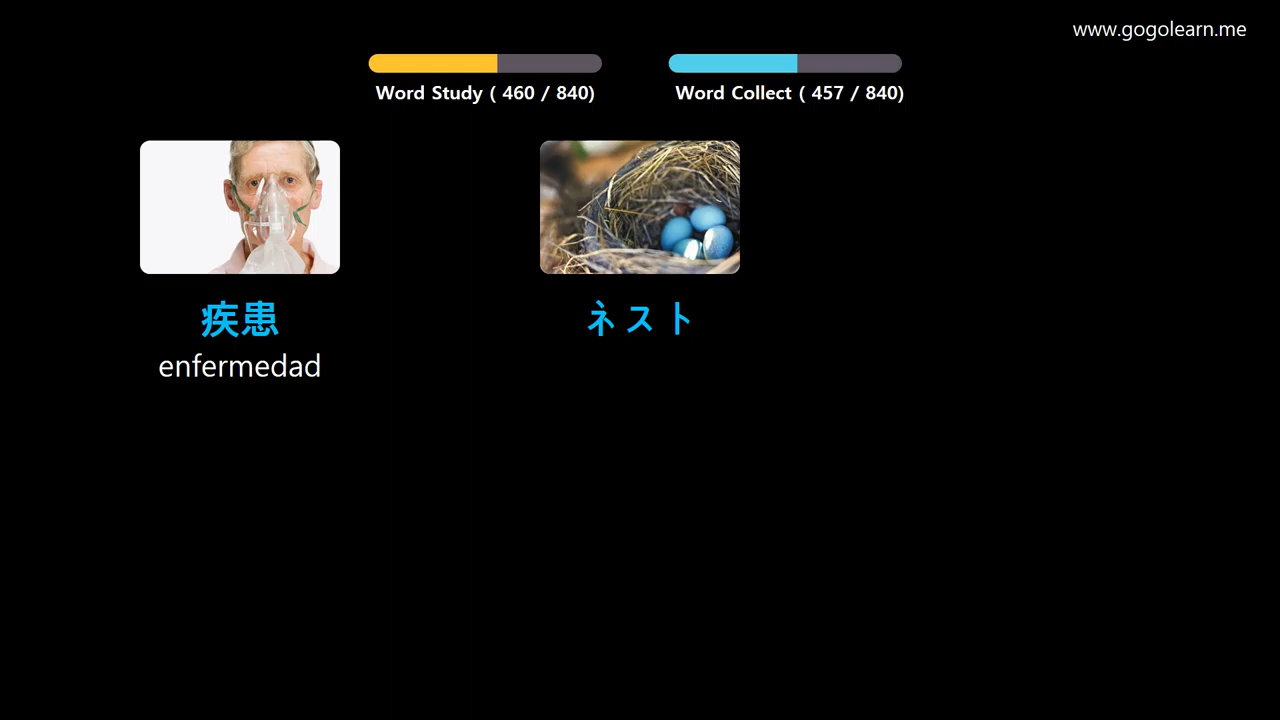 www.gogolearn.me
Word Study ( 460 / 840)
Word Collect ( 457 / 840)
疾患
enfermedad
ネスト